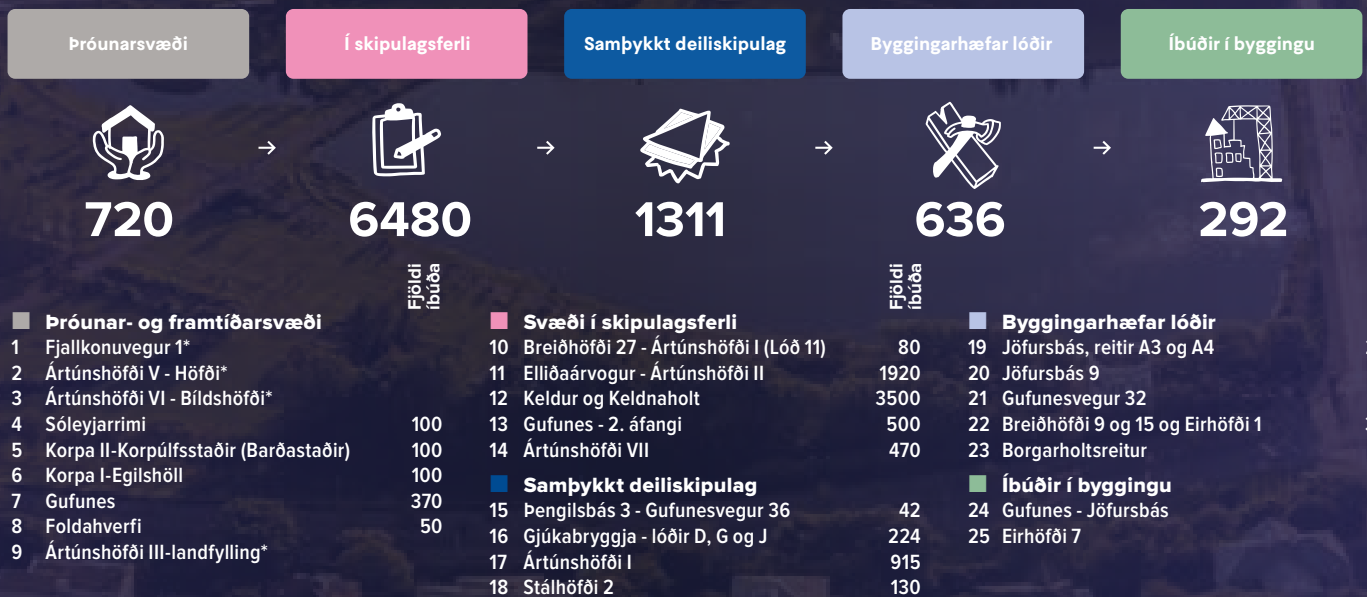 Þróunarsvæði
Í skipulagsferli
Samþykkt deiliskipulag
Byggingarhæfar lóðir
Íbúðir í byggingu
→ → → →
720
6480
1311
636
292
Fjöldi íbúða
Þróunar- og framtíðarsvæði
1 Fjallkonuvegur 1*
2 Ártúnshöfði V - Höfði*
3 Ártúnshöfði VI - Bíldshöfði*
4 Sóleyjarrimi 100
5 Korpa II-Korpúlfsstaðir (Barðastaðir) 100
6 Korpa I-Egilshöll 100
7 Gufunes 370
8 Foldahverfi 50
9 Ártúnshöfði III-landfylling*
Fjöldi íbúða
Svæði í skipulagsferli
10 Breiðhöfði 27 - Ártúnshöfði I (Lóð 11) 80
11 Elliðaárvogur - Ártúnshöfði II 1920
12 Keldur og Keldnaholt 3500
13 Gufunes - 2. áfangi 500
14 Ártúnshöfði VII 470
Samþykkt deiliskipulag
15 Þengilsbás 3 - Gufunesvegur 36 42
16 Gjúkabryggja - lóðir D, G og J 224
17 Ártúnshöfði I 915
18 Stálhöfði 2 130
Byggingarhæfar lóðir
19 Jöfursbás, reitir A3 og A4
20 Jöfursbás 9
21 Gufunesvegur 32
22 Breiðhöfði 9 og 15 og Eirhöfði 1
23 Borgarholtsreitur
Íbúðir í byggingu
24 Gufunes - Jöfursbás
25 Eirhöfði 7